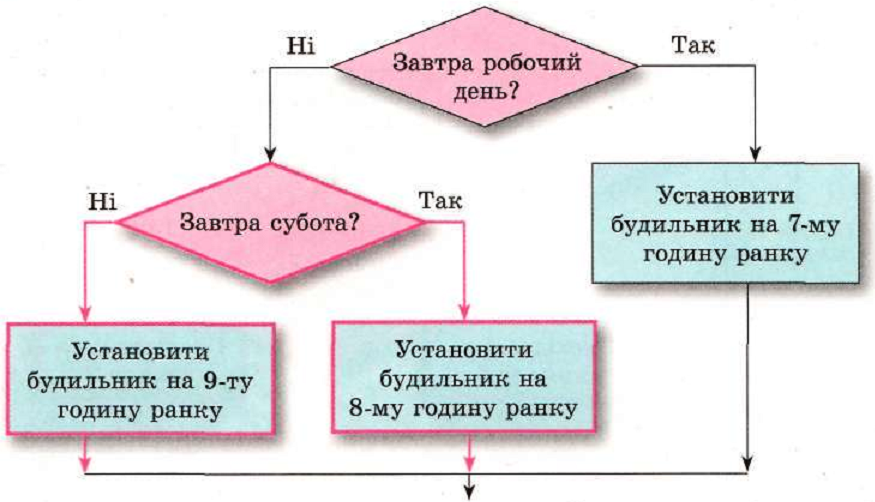 Ні
Так
Завтра робочий
день?
Ні
Так
Завтра субота?
Установити
будильник на 7-му
годину ранку
Установити
будильник на 9-ту
годину ранку
Установити
будильник на
8-му годину ранку